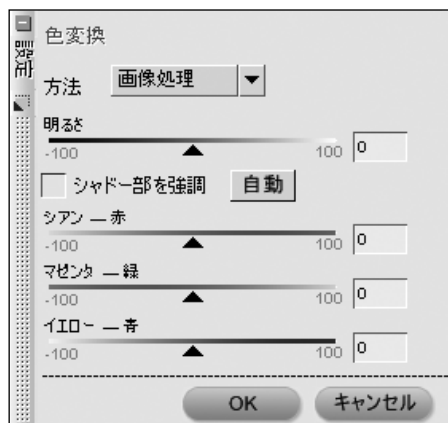 設定
色変換
方法 画像処理
明るさ
-100 100 0
シャドー部を強調 自動
シアン — 赤
-100 100 0
マゼンタ — 緑
-100 100 0
イエロー — 青
-100 100 0
OK キャンセル